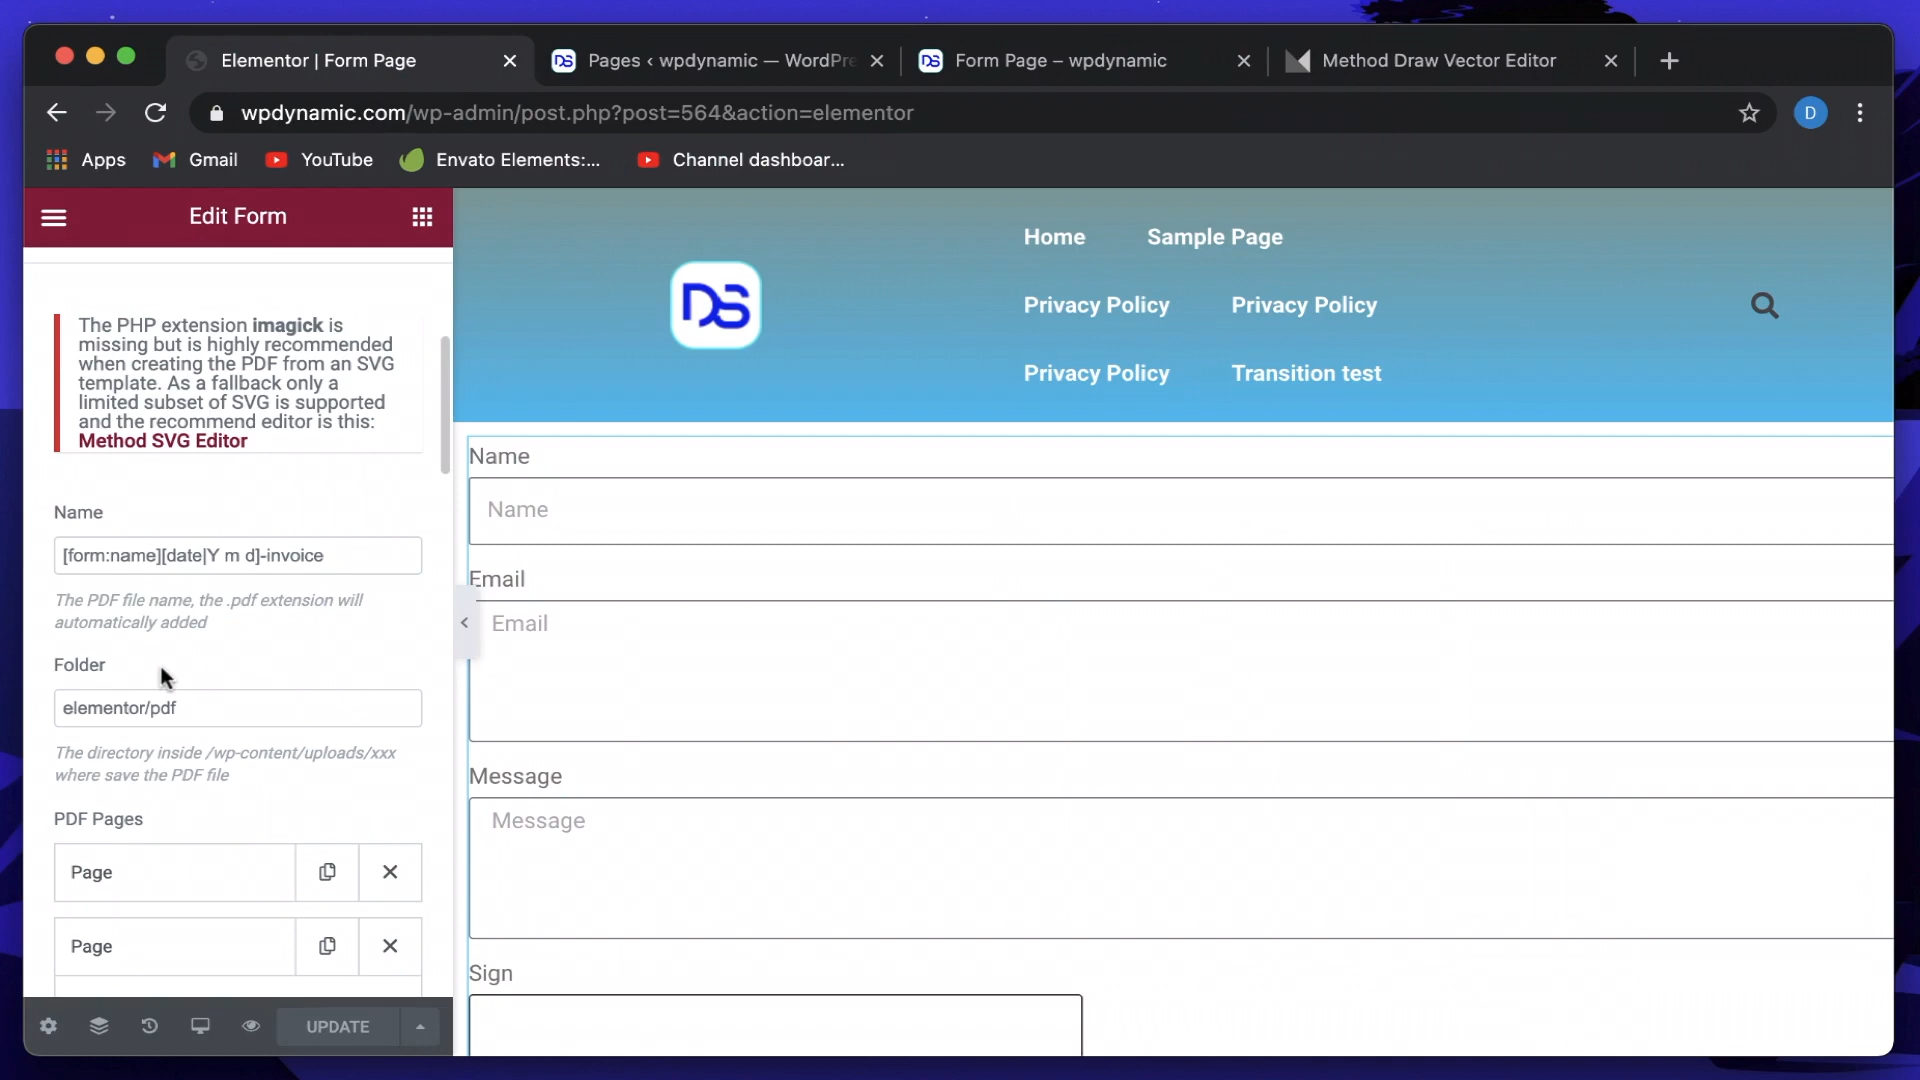 Elementor | Form Page
Pages ‹ wpdynamic — WordPre
Form Page – wpdynamic
Method Draw Vector Editor
wpdynamic.com/wp-admin/post.php?post=564&action=elementor
D
Apps
Gmail
YouTube
Envato Elements:...
Channel dashboar...
Edit Form
The PHP extension imagick is
missing but is highly recommended
when creating the PDF from an SVG
template. As a fallback only a
limited subset of SVG is supported
and the recommend editor is this:
Method SVG Editor
Name
[form:name][date|Y m d]-invoice
The PDF file name, the .pdf extension will
automatically added
Folder
elementor/pdf
The directory inside /wp-content/uploads/xxx
where save the PDF file
PDF Pages
Page
Page
UPDATE
DS
Home
Sample Page
Privacy Policy
Privacy Policy
Privacy Policy
Transition test
Name
Name
Email
Email
Message
Message
Sign